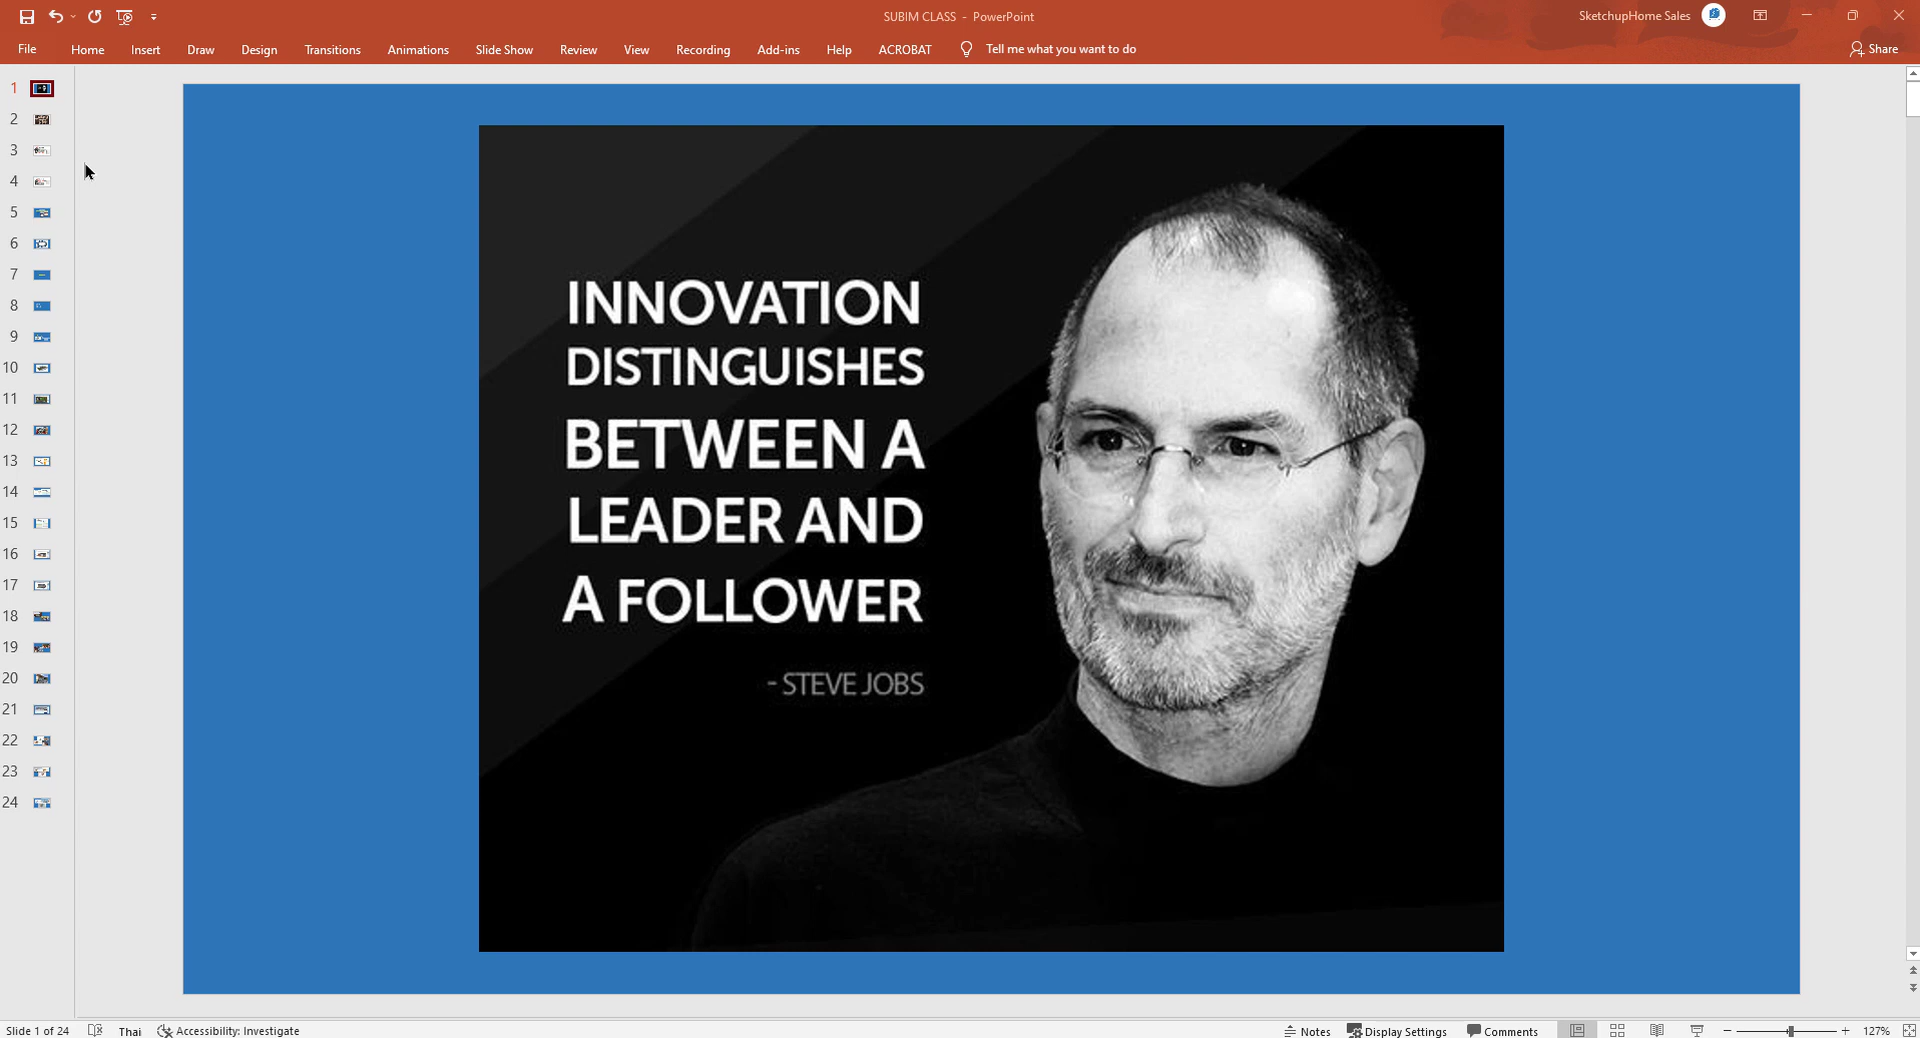 SUBIM CLASS - PowerPoint
SketchupHome Sales
File Home Insert Draw Design Transitions Animations Slide Show Review View Recording Add-ins Help ACROBAT Tell me what you want to do Share
1
2
3
4
5
6
7
8
9
10
11
12
13
14
15
16
17
18
19
20
21
22
23
24
INNOVATION
DISTINGUISHES
BETWEEN A
LEADER AND
A FOLLOWER
- STEVE JOBS
Slide 1 of 24 Thai Accessibility: Investigate Notes Display Settings Comments 127%